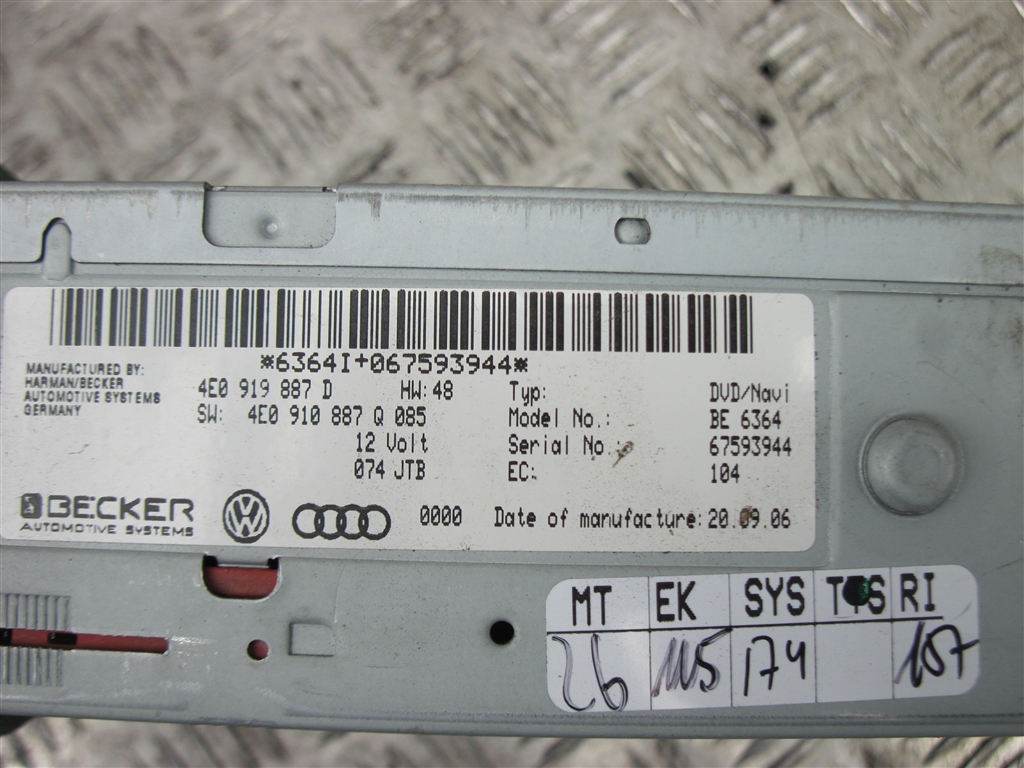 *6364I+067593944*
MANUFACTURED BY:
HARMAN/BECKER
AUTOMOTIVE SYSTEMS
GERMANY
4E0 919 887 D HW:48
SW: 4E0 910 887 Q 085
12 Volt
074 JTB
Typ: DVD/Navi
Model No.: BE 6364
Serial No.: 67593944
EC: 104
BECKER
AUTOMOTIVE SYSTEMS
0000 Date of manufacture: 20.09.06
MT EK SYS RI
26 115 174 157